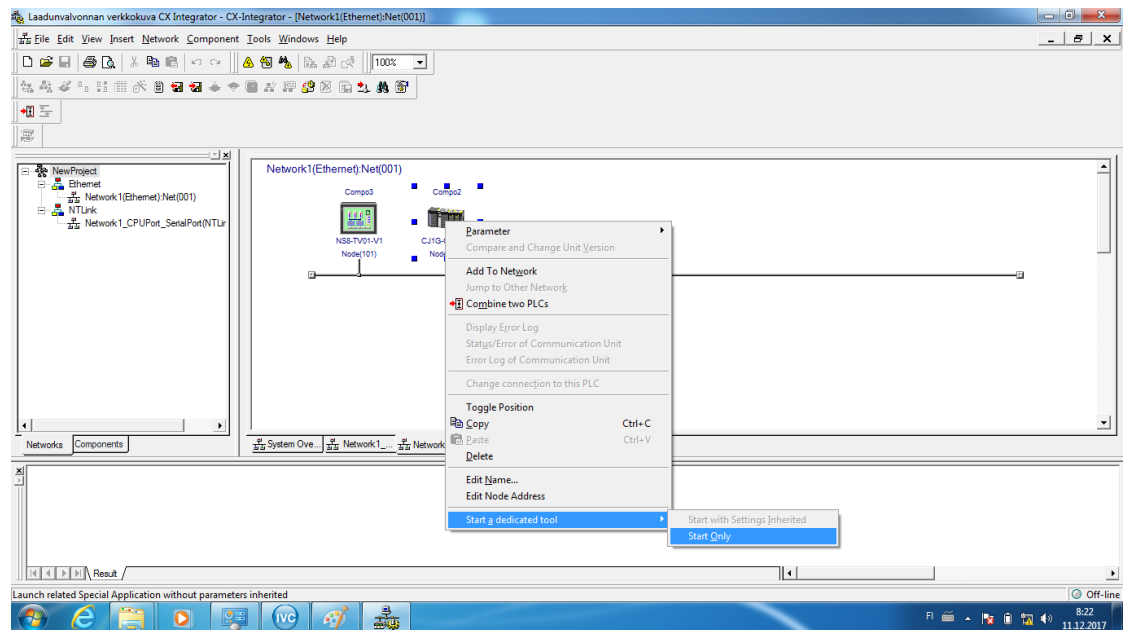 Laadunvalvonnan verkkokuva CX Integrator - CX-Integrator - [Network1(Ethernet):Net(001)]
File Edit View Insert Network Component Tools Windows Help
100%
NewProject
Ethernet
Network1(Ethernet):Net(001)
NTLink
Network1_CPUPort_SerialPort(NTLir
Networks Components
Network1(Ethernet):Net(001)
Compo3 Compo2
NS8-TV01-V1 CJ1G-
Node(101)
System Ove... Network1_... Network
Parameter
Compare and Change Unit Version
Add To Network
Jump to Other Network
Combine two PLCs
Display Error Log
Status/Error of Communication Unit
Error Log of Communication Unit
Change connection to this PLC
Toggle Position
Copy Ctrl+C
Paste Ctrl+V
Delete
Edit Name...
Edit Node Address
Start a dedicated tool
Start with Settings Inherited
Start Only
Result
Launch related Special Application without parameters inherited
Off-line
IVC
FI
8:22
11.12.2017